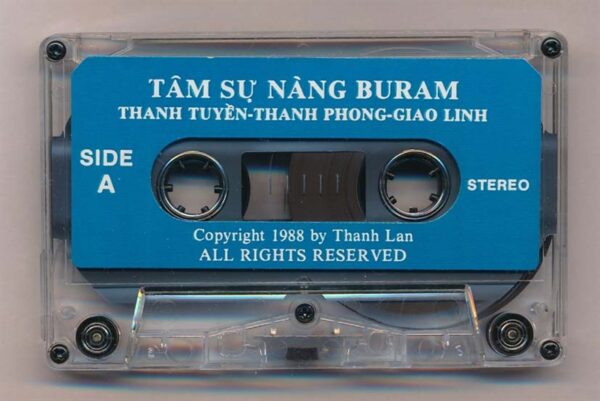 TÂM SỰ NÀNG BURAM
THANH TUYỀN-THANH PHONG-GIAO LINH
SIDE
A
STEREO
Copyright 1988 by Thanh Lan
ALL RIGHTS RESERVED